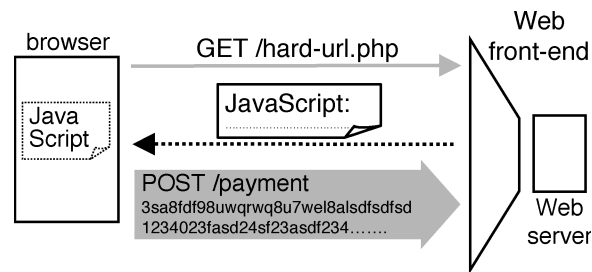 browser
GET /hard-url.php
Web
front-end
JavaScript:
Java
Script
POST /payment
3sa8fdf98uwqrwq8u7wel8alsdfsdfsd
1234023fasd24sf23asdf234.......
Web
server